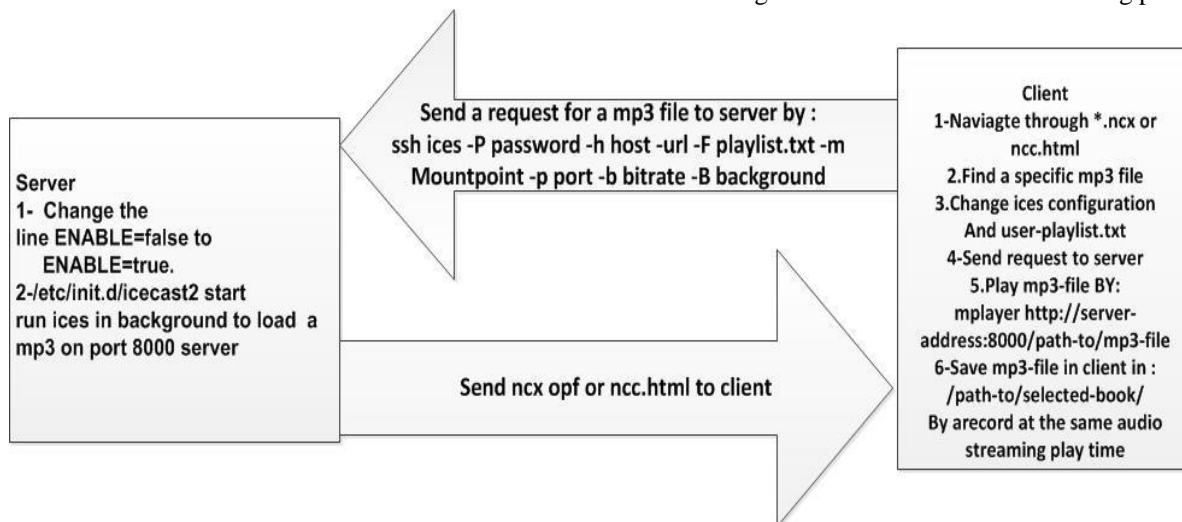 Server
1- Change the
line ENABLE=false to
ENABLE=true.
2-/etc/init.d/icecast2 start
run ices in background to load a
mp3 on port 8000 server
Send a request for a mp3 file to server by :
ssh ices -P password -h host -url -F playlist.txt -m
Mountpoint -p port -b bitrate -B background
Send ncx opf or ncc.html to client
Client
1-Naviagte through *.ncx or
ncc.html
2.Find a specific mp3 file
3.Change ices configuration
And user-playlist.txt
4-Send request to server
5.Play mp3-file BY:
mplayer http://server-
address:8000/path-to/mp3-file
6-Save mp3-file in client in :
/path-to/selected-book/
By arecord at the same audio
streaming play time